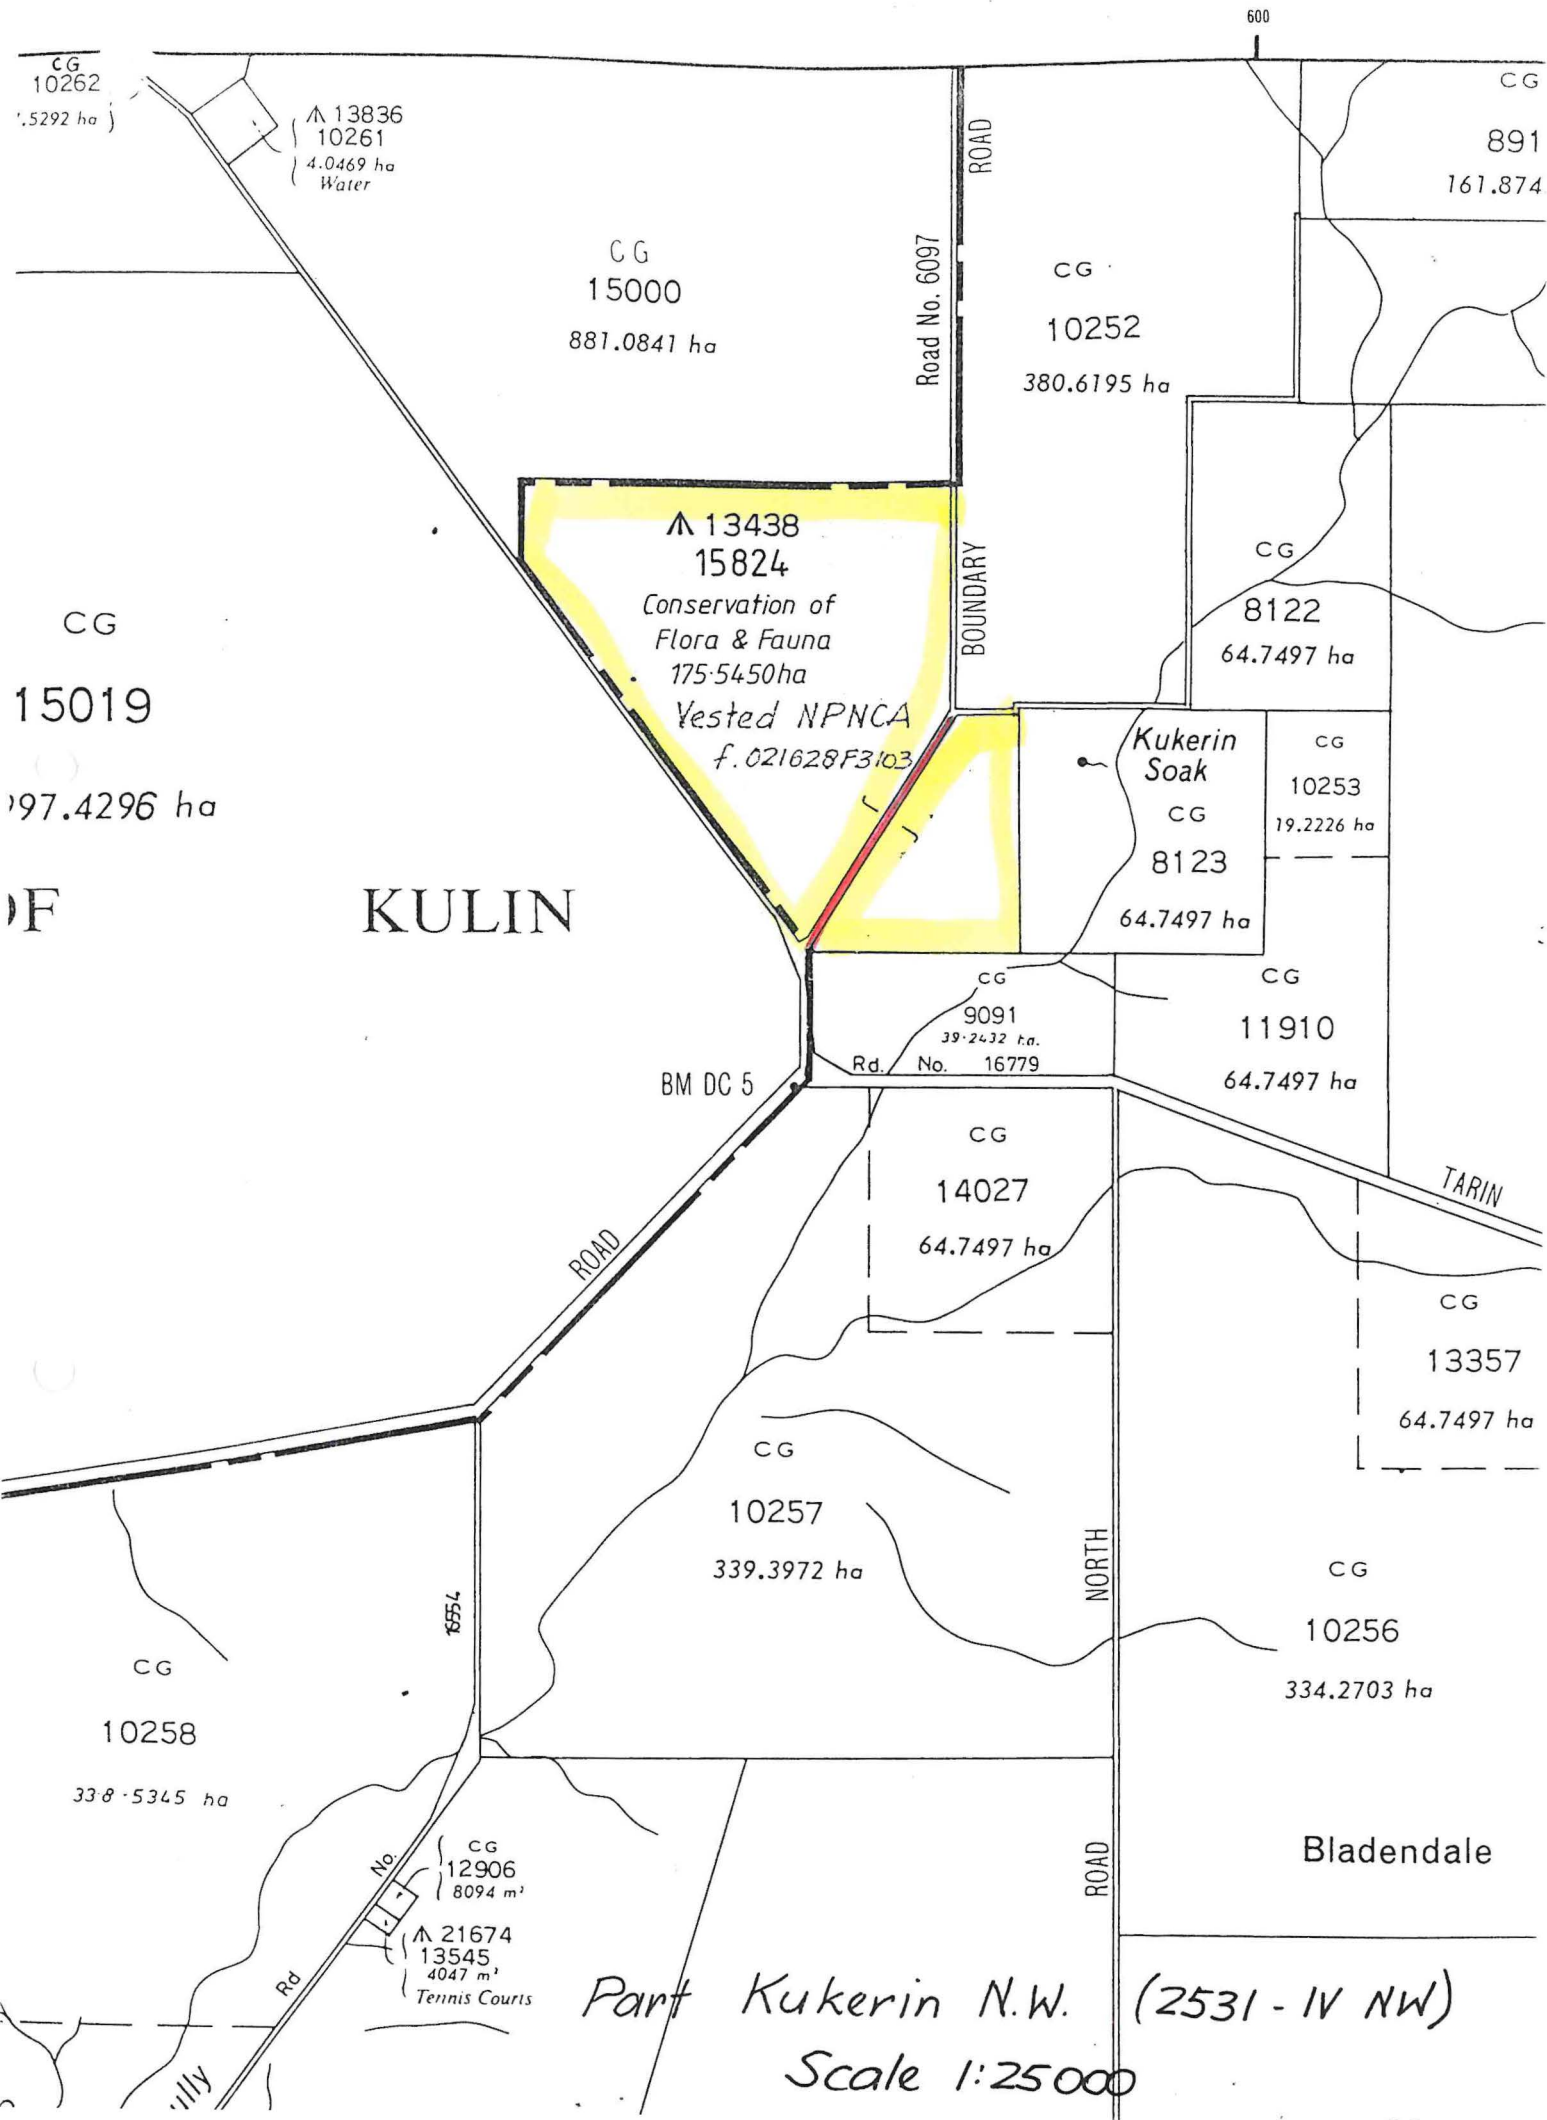 600
CG
10262
.5292 ha
13836
10261
4.0469 ha
Water
ROAD
CG
891
161.874
CG
15000
881.0841 ha
Road No. 6097
CG
10252
380.6195 ha
13438
15824
Conservation of
Flora & Fauna
175.5450ha
Vested NPNCA
f. 021628F3103
BOUNDARY
CG
8122
64.7497 ha
CG
15019
97.4296 ha
Kukerin
Soak
CG
8123
64.7497 ha
CG
10253
19.2226 ha
OF KULIN
CG
9091
39.2432 ha.
CG
11910
64.7497 ha
Rd. No. 16779
BM DC 5
CG
14027
64.7497 ha
TARIN
ROAD
CG
13357
64.7497 ha
CG
10257
339.3972 ha
NORTH
CG
10256
334.2703 ha
16554
CG
10258
338.5345 ha
No.
CG
12906
8094 m²
ROAD
Bladendale
21674
13545
4047 m²
Tennis Courts
Rd
Part Kukerin N.W. (2531 - IV NW)
Scale 1:25000
ully